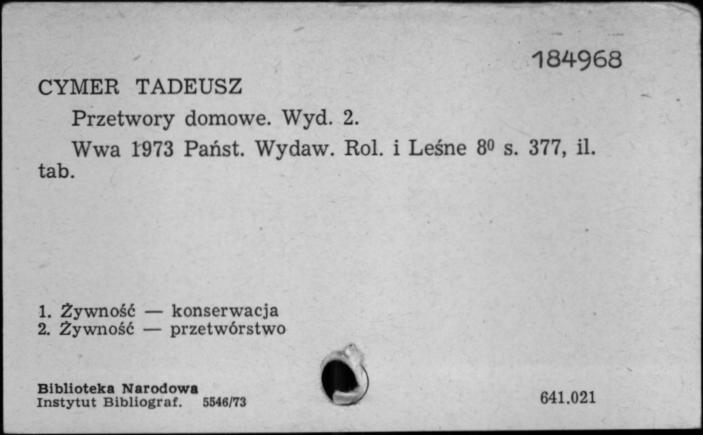 184968
CYMER TADEUSZ
Przetwory domowe. Wyd. 2.
Wwa 1973 Państ. Wydaw. Rol. i Leśne 8⁰ s. 377, il.
tab.
1. Żywność — konserwacja
2. Żywność — przetwórstwo
Biblioteka Narodowa
Instytut Bibliograf. 5546/73
641.021